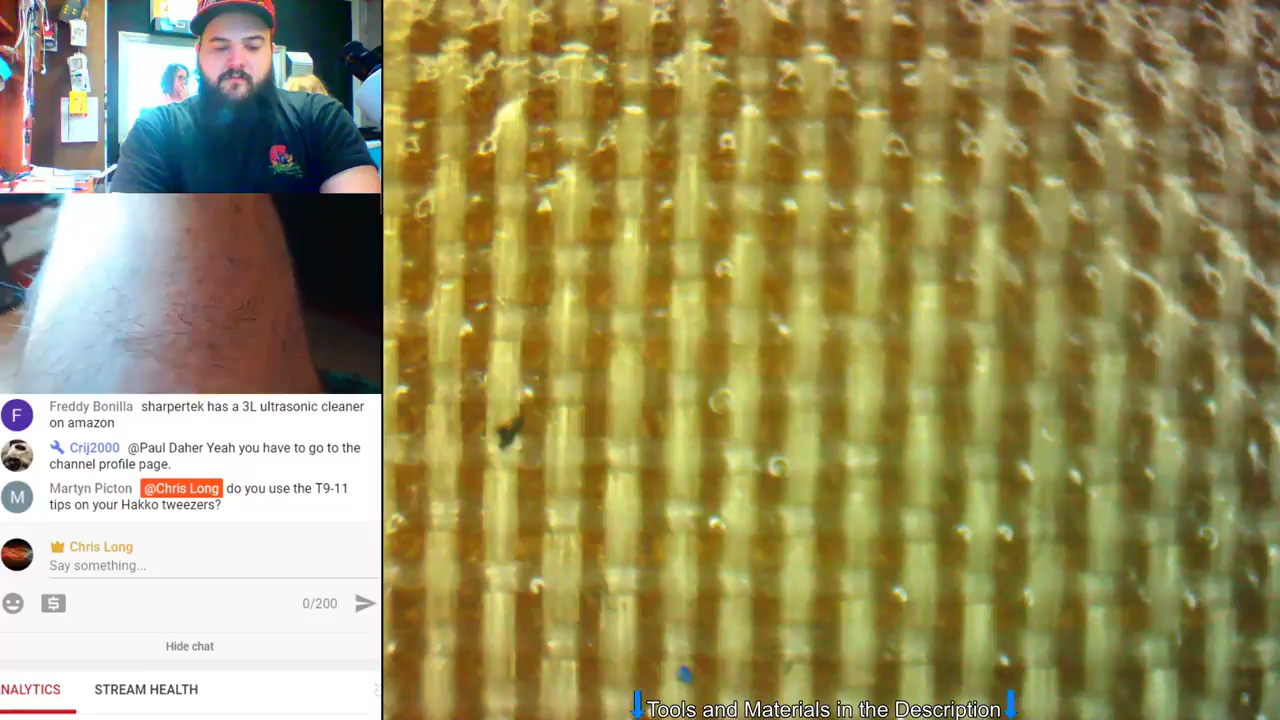 Freddy Bonilla sharpertek has a 3L ultrasonic cleaner
on amazon
Crij2000 @Paul Daher Yeah you have to go to the
channel profile page.
M
Martyn Picton @Chris Long do you use the T9-11
tips on your Hakko tweezers?
F
Chris Long
Say something...
0/200
Hide chat
NALYTICS STREAM HEALTH
Tools and Materials in the Description